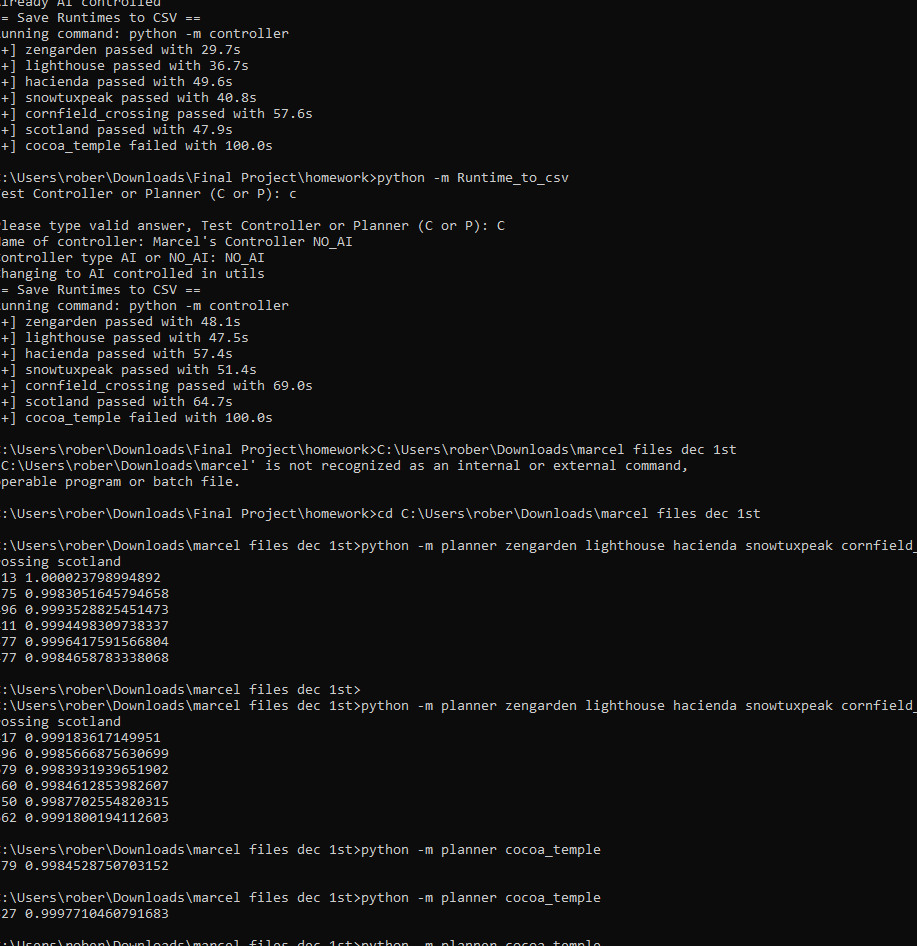 lready AI controlled
= Save Runtimes to CSV ==
unning command: python -m controller
+] zengarden passed with 29.7s
+] lighthouse passed with 36.7s
+] hacienda passed with 49.6s
+] snowtuxpeak passed with 40.8s
+] cornfield_crossing passed with 57.6s
+] scotland passed with 47.9s
+] cocoa_temple failed with 100.0s
:\Users\rober\Downloads\Final Project\homework>python -m Runtime_to_csv
est Controller or Planner (C or P): c
lease type valid answer, Test Controller or Planner (C or P): C
ame of controller: Marcel's Controller NO_AI
ontroller type AI or NO_AI: NO_AI
hanging to AI controlled in utils
= Save Runtimes to CSV ==
unning command: python -m controller
+] zengarden passed with 48.1s
+] lighthouse passed with 47.5s
+] hacienda passed with 57.4s
+] snowtuxpeak passed with 51.4s
+] cornfield_crossing passed with 69.0s
+] scotland passed with 64.7s
+] cocoa_temple failed with 100.0s
:\Users\rober\Downloads\Final Project\homework>C:\Users\rober\Downloads\marcel files dec 1st
C:\Users\rober\Downloads\marcel' is not recognized as an internal or external command,
perable program or batch file.
:\Users\rober\Downloads\Final Project\homework>cd C:\Users\rober\Downloads\marcel files dec 1st
:\Users\rober\Downloads\marcel files dec 1st>python -m planner zengarden lighthouse hacienda snowtuxpeak cornfield_
ossing scotland
13 1.000023798994892
75 0.9983051645794658
96 0.9993528825451473
11 0.9994498309738337
77 0.9996417591566804
77 0.9984658783338068
:\Users\rober\Downloads\marcel files dec 1st>
:\Users\rober\Downloads\marcel files dec 1st>python -m planner zengarden lighthouse hacienda snowtuxpeak cornfield_
ossing scotland
17 0.999183617149951
96 0.9985666875630699
79 0.9983931939651902
60 0.9984612853982607
50 0.9987702554820315
62 0.9991800194112603
:\Users\rober\Downloads\marcel files dec 1st>python -m planner cocoa_temple
79 0.9984528750703152
:\Users\rober\Downloads\marcel files dec 1st>python -m planner cocoa_temple
27 0.9997710460791683
:\Users\rober\Downloads\marcel files dec 1st>python -m planner cocoa_temple